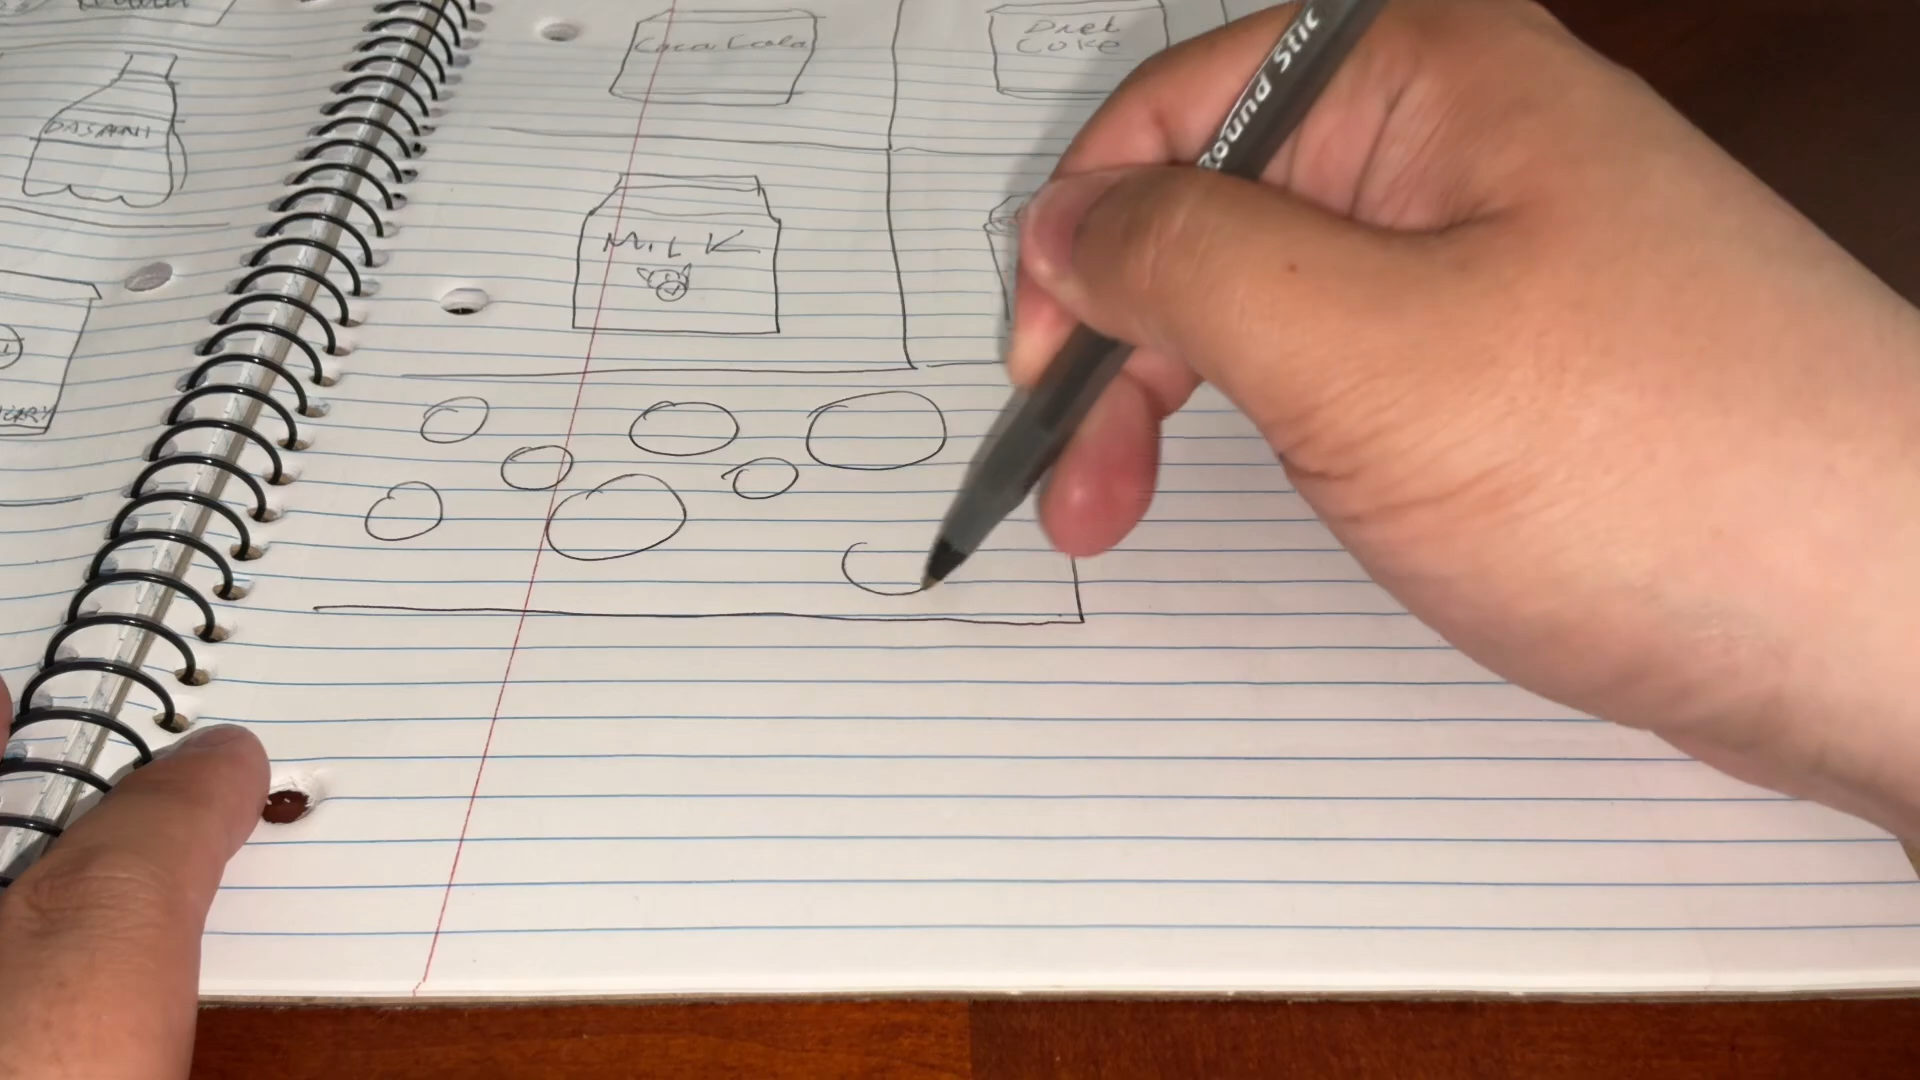 DASANI
Coca Cola
Diet
Coke
MILK
Round Stic